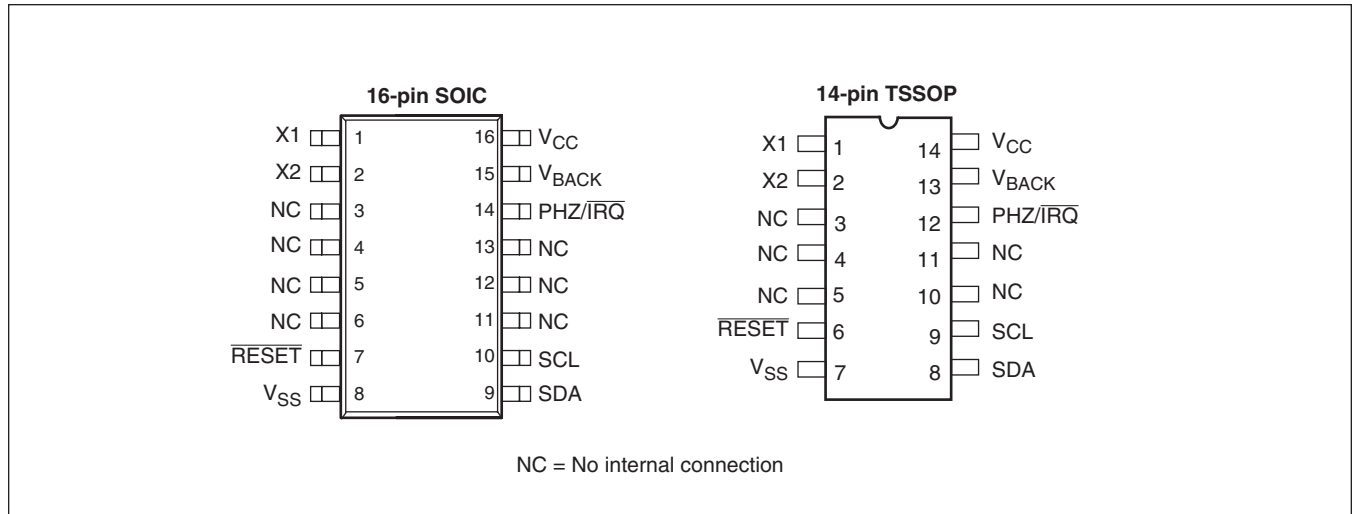 16-pin SOIC
X1 1 16 VCC
X2 2 15 VBACK
NC 3 14 PHZ/IRQ
NC 4 13 NC
NC 5 12 NC
NC 6 11 NC
RESET 7 10 SCL
VSS 8 9 SDA
14-pin TSSOP
X1 1 14 VCC
X2 2 13 VBACK
NC 3 12 PHZ/IRQ
NC 4 11 NC
NC 5 10 NC
RESET 6 9 SCL
VSS 7 8 SDA
NC = No internal connection